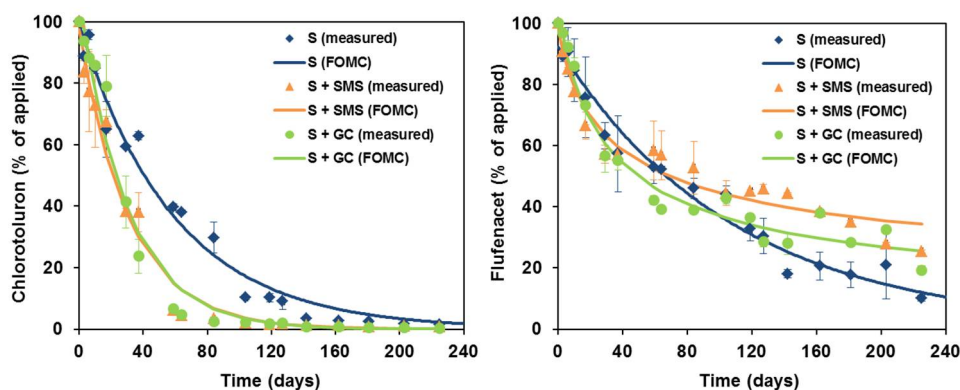 Chlorotoluron (% of applied)
100
80
60
40
20
0
0 40 80 120 160 200 240
Time (days)
S (measured)
S (FOMC)
S + SMS (measured)
S + SMS (FOMC)
S + GC (measured)
S + GC (FOMC)
Flufenacet (% of applied)
100
80
60
40
20
0
0 40 80 120 160 200 240
Time (days)
S (measured)
S (FOMC)
S + SMS (measured)
S + SMS (FOMC)
S + GC (measured)
S + GC (FOMC)